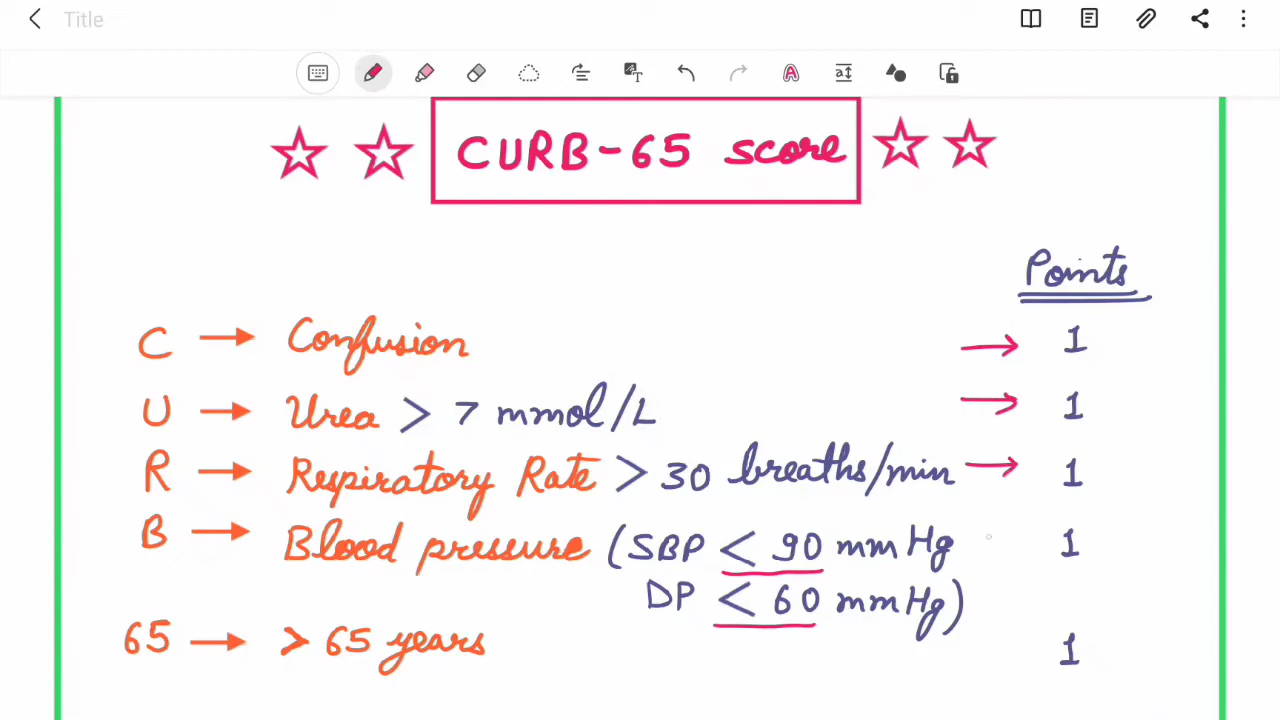 Title
CURB-65 score
Points
C → Confusion → 1
U → Urea > 7 mmol/L → 1
R → Respiratory Rate > 30 breaths/min → 1
B → Blood pressure (SBP < 90 mmHg 1
DP < 60 mmHg)
65 → > 65 years 1